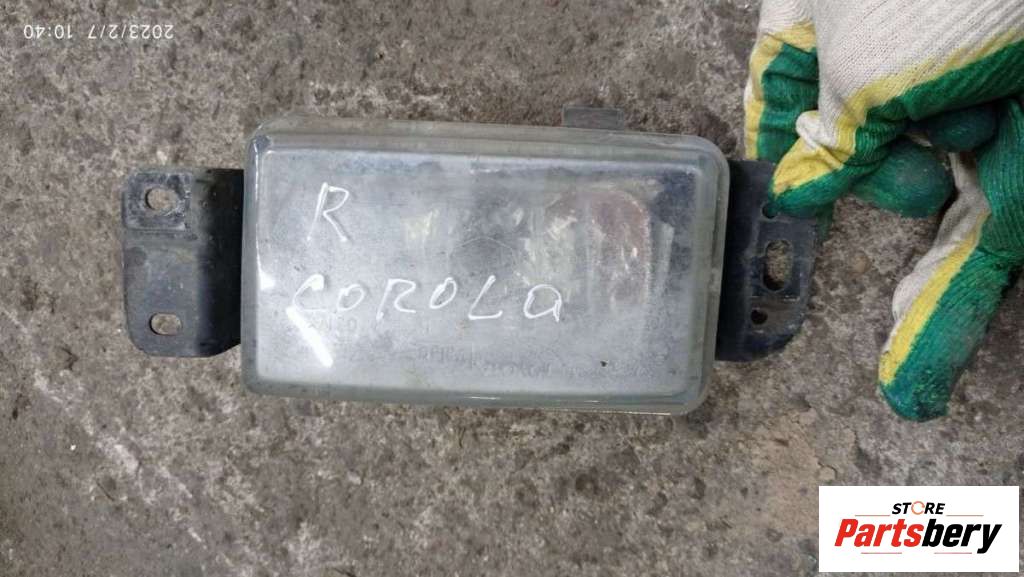 2023/2/7 10:40
R
COROLa
STORE
Partsbery